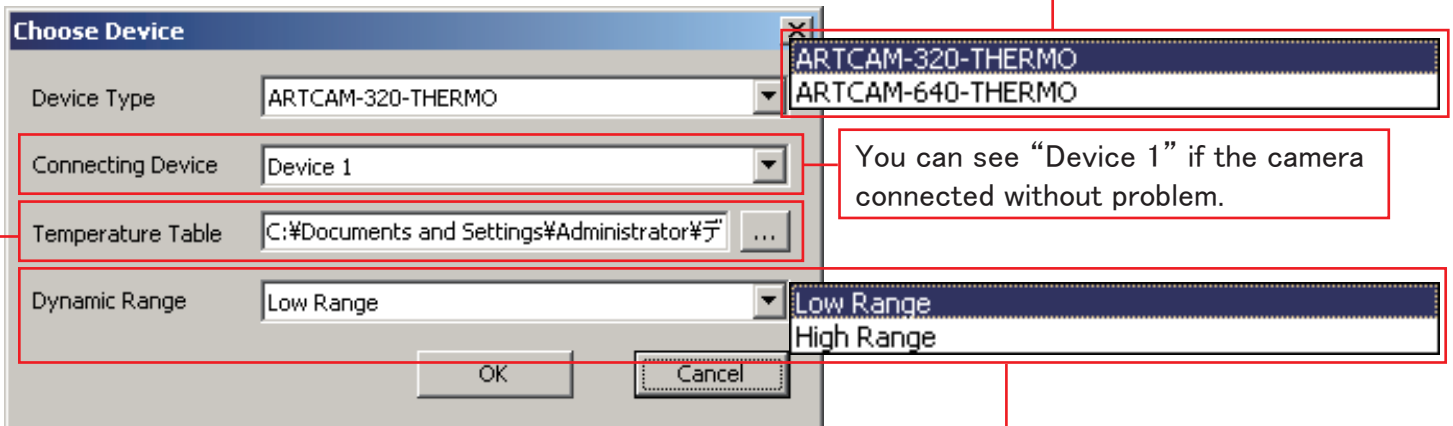 Choose Device
ARTCAM-320-THERMO
ARTCAM-640-THERMO
Device Type
ARTCAM-320-THERMO
Connecting Device
Device 1
You can see “Device 1” if the camera
connected without problem.
Temperature Table
C:¥Documents and Settings¥Administrator¥デ
...
Dynamic Range
Low Range
Low Range
High Range
OK
Cancel